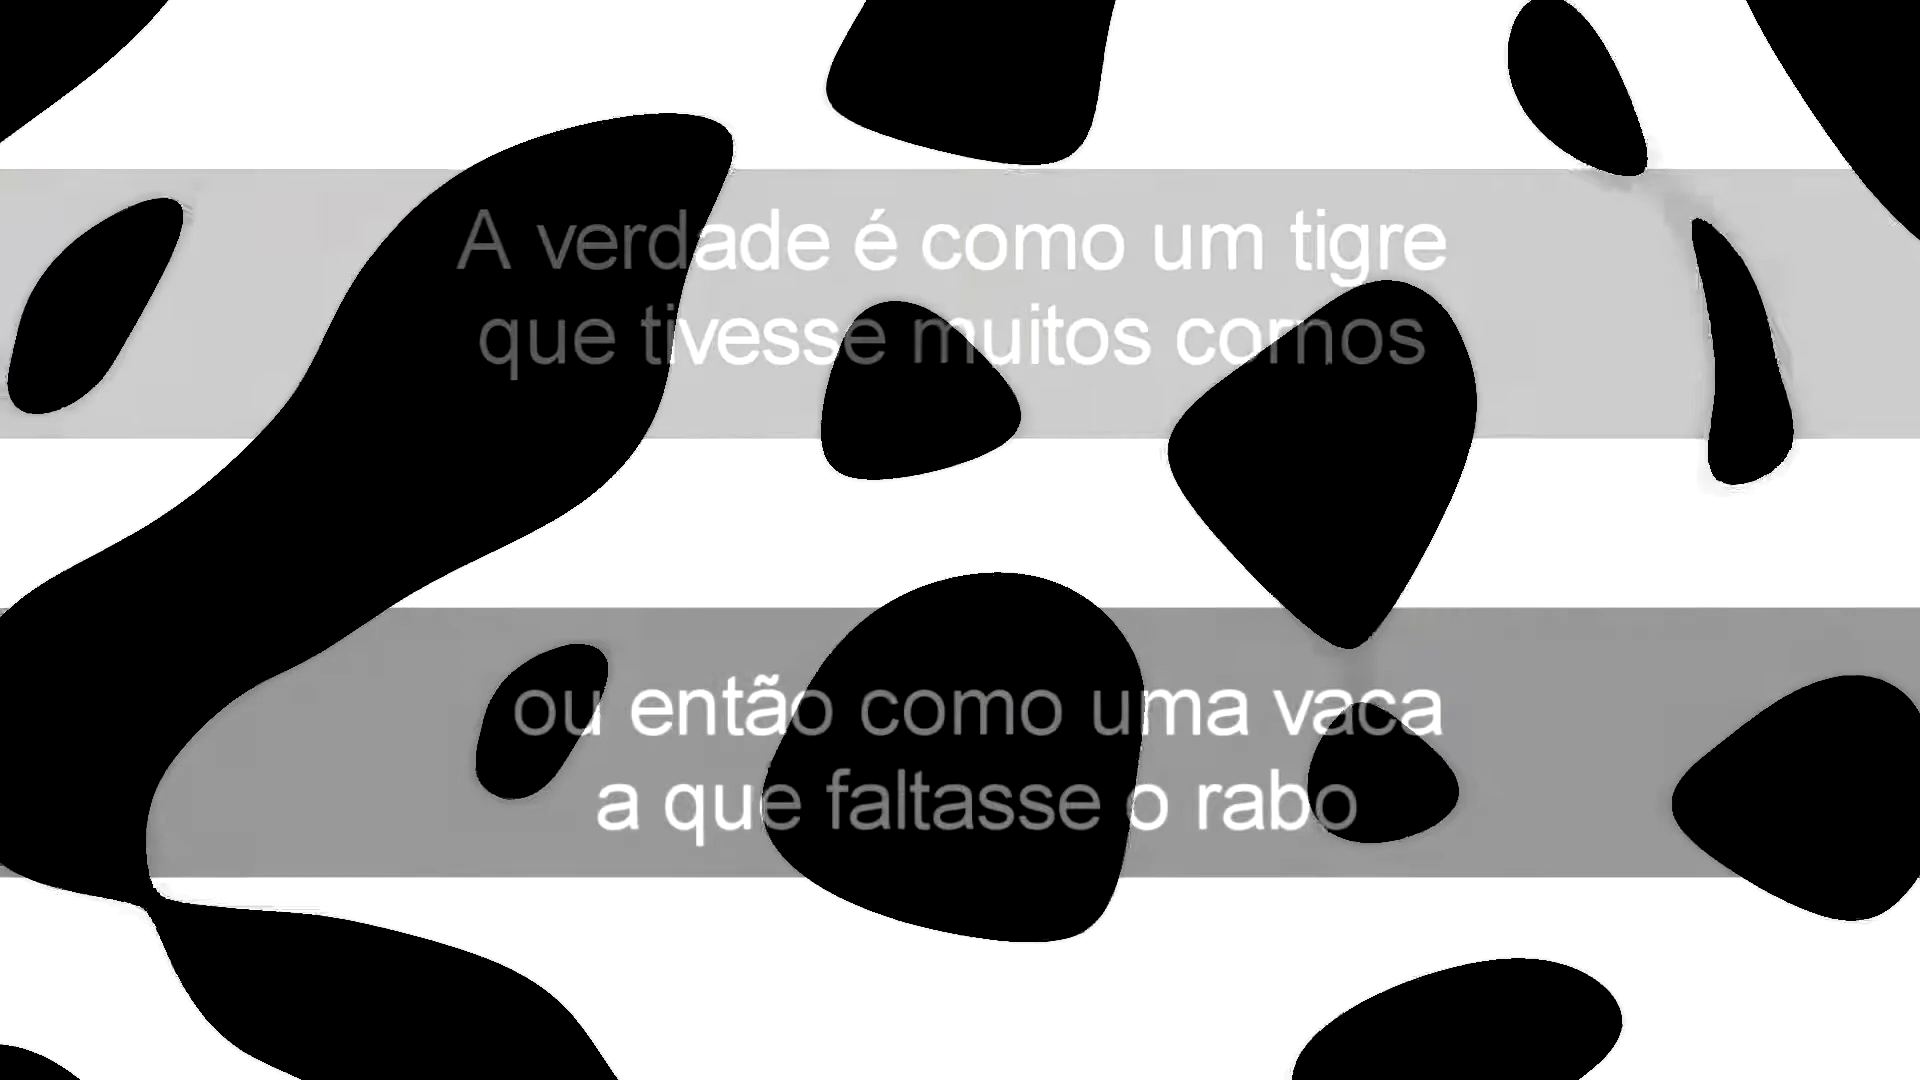 A verdade é como um tigre
que tivesse muitos cornos
ou então como uma vaca
a que faltasse o rabo